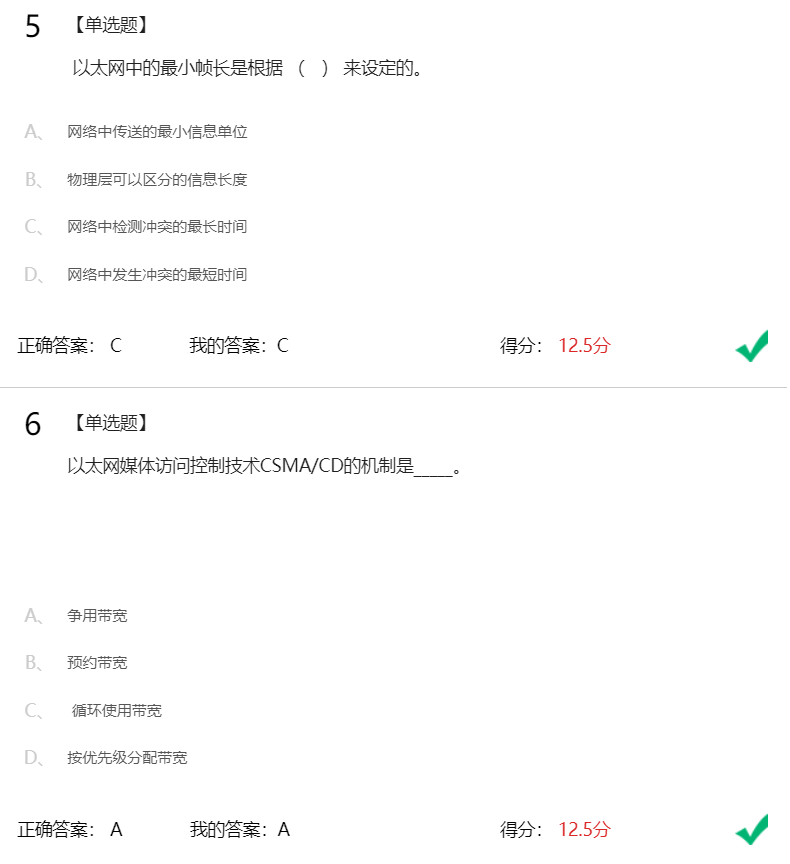 5 【单选题】
以太网中的最小帧长是根据 （ ） 来设定的。
A、 网络中传送的最小信息单位
B、 物理层可以区分的信息长度
C、 网络中检测冲突的最长时间
D、 网络中发生冲突的最短时间
正确答案： C 我的答案：C 得分： 12.5分
6 【单选题】
以太网媒体访问控制技术CSMA/CD的机制是_____。
A、 争用带宽
B、 预约带宽
C、 循环使用带宽
D、 按优先级分配带宽
正确答案： A 我的答案：A 得分： 12.5分